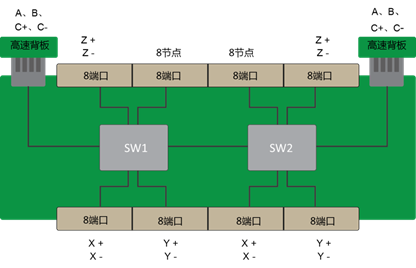 A、B、
C+、C-
高速背板
Z +
Z -
8节点
8节点
Z +
Z -
A、B、
C+、C-
高速背板
8端口
8端口
8端口
8端口
SW1
SW2
8端口
8端口
8端口
8端口
X +
X -
Y +
Y -
X +
X -
Y +
Y -